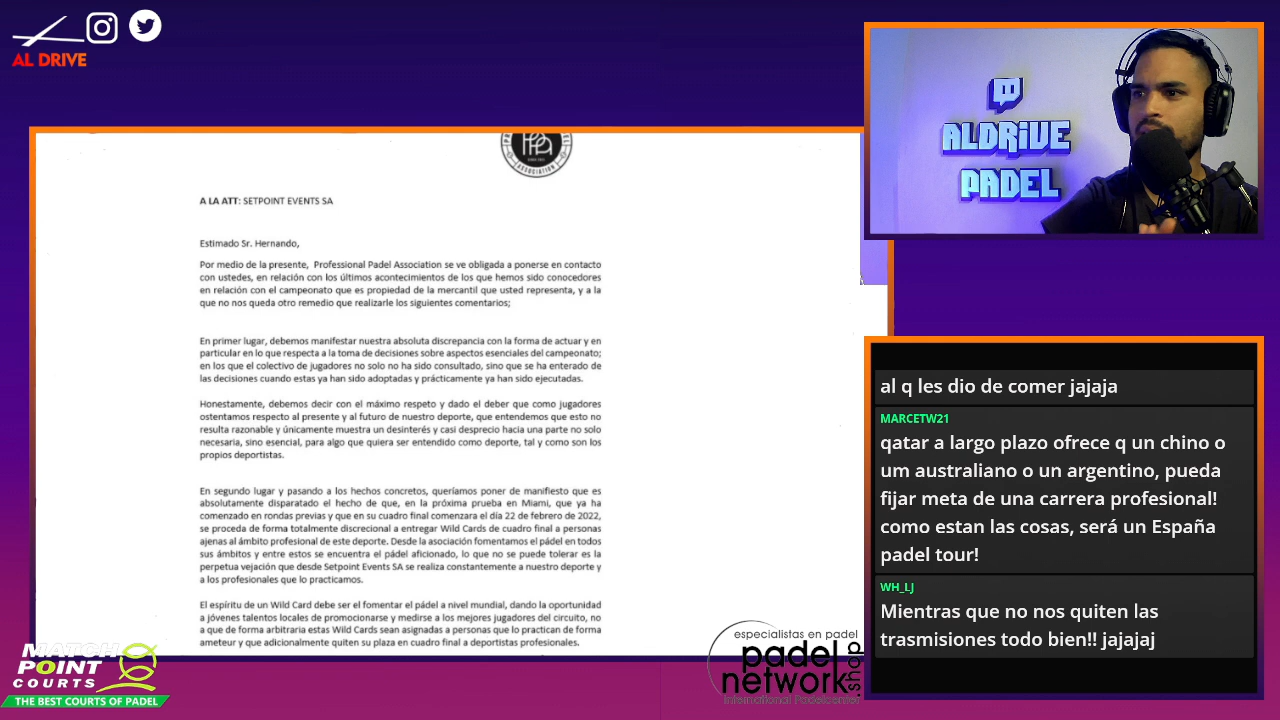 AL DRIVE
PPA
ASSOCIATION
A LA ATT: SETPOINT EVENTS SA
Estimado Sr. Hernando,
Por medio de la presente, Professional Padel Association se ve obligada a ponerse en contacto
con ustedes, en relación con los últimos acontecimientos de los que hemos sido conocedores
en relación con el campeonato que es propiedad de la mercantil que usted representa, y a la
que no nos queda otro remedio que realizarle los siguientes comentarios;
En primer lugar, debemos manifestar nuestra absoluta discrepancia con la forma de actuar y en
particular en lo que respecta a la toma de decisiones sobre aspectos esenciales del campeonato;
en los que el colectivo de jugadores no solo no ha sido consultado, sino que se ha enterado de
las decisiones cuando estas ya han sido adoptadas y prácticamente ya han sido ejecutadas.
Honestamente, debemos decir con el máximo respeto y dado el deber que como jugadores
ostentamos respecto al presente y al futuro de nuestro deporte, que entendemos que esto no
resulta razonable y únicamente muestra un desinterés y casi desprecio hacia una parte no solo
necesaria, sino esencial, para algo que quiera ser entendido como deporte, tal y como son los
propios deportistas.
En segundo lugar y pasando a los hechos concretos, queríamos poner de manifiesto que es
absolutamente disparatado el hecho de que, en la próxima prueba en Miami, que ya ha
comenzado en rondas previas y que en su cuadro final comenzara el día 22 de febrero de 2022,
se proceda de forma totalmente discrecional a entregar Wild Cards de cuadro final a personas
ajenas al ámbito profesional de este deporte. Desde la asociación fomentamos el pádel en todos
sus ámbitos y entre estos se encuentra el pádel aficionado, lo que no se puede tolerar es la
perpetua vejación que desde Setpoint Events SA se realiza constantemente a nuestro deporte y
a los profesionales que lo practicamos.
El espíritu de un Wild Card debe ser el fomentar el pádel a nivel mundial, dando la oportunidad
a jóvenes talentos locales de promocionarse y medirse a los mejores jugadores del circuito, no
a que de forma arbitraria estas Wild Cards sean asignadas a personas que lo practican de forma
ameteur y que adicionalmente quiten su plaza en cuadro final a deportistas profesionales.
ALDRIVE
PADEL
al q les dio de comer jajaja
MARCETW21
qatar a largo plazo ofrece q un chino o
um australiano o un argentino, pueda
fijar meta de una carrera profesional!
como estan las cosas, será un España
padel tour!
WH_LJ
Mientras que no nos quiten las
trasmisiones todo bien!! jajajaj
MATCH
POINT
COURTS
THE BEST COURTS OF PADEL
especialistas en padel
padel
network
.shop
International Padelcenter